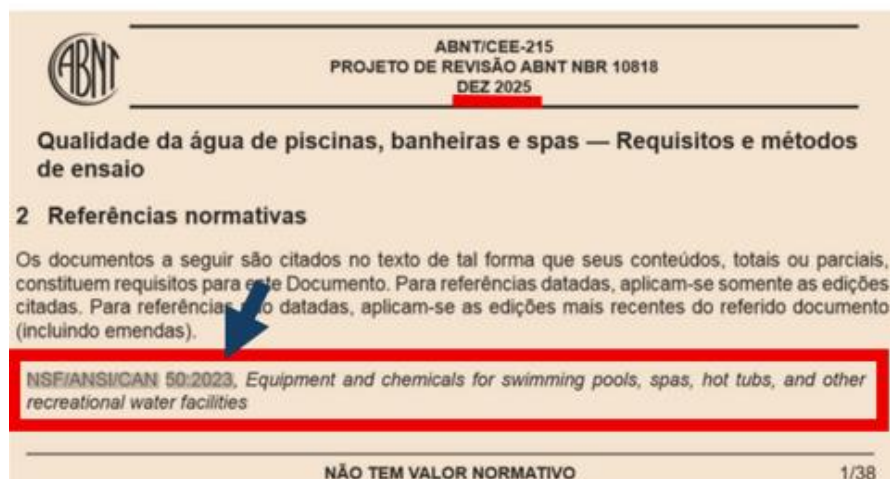 ABNT
ABNT/CEE-215
PROJETO DE REVISÃO ABNT NBR 10818
DEZ 2025
Qualidade da água de piscinas, banheiras e spas — Requisitos e métodos
de ensaio
2 Referências normativas
Os documentos a seguir são citados no texto de tal forma que seus conteúdos, totais ou parciais,
constituem requisitos para este Documento. Para referências datadas, aplicam-se somente as edições
citadas. Para referências datadas, aplicam-se as edições mais recentes do referido documento
(incluindo emendas).
NSF/ANSI/CAN 50:2023, Equipment and chemicals for swimming pools, spas, hot tubs, and other
recreational water facilities
NÃO TEM VALOR NORMATIVO
1/38